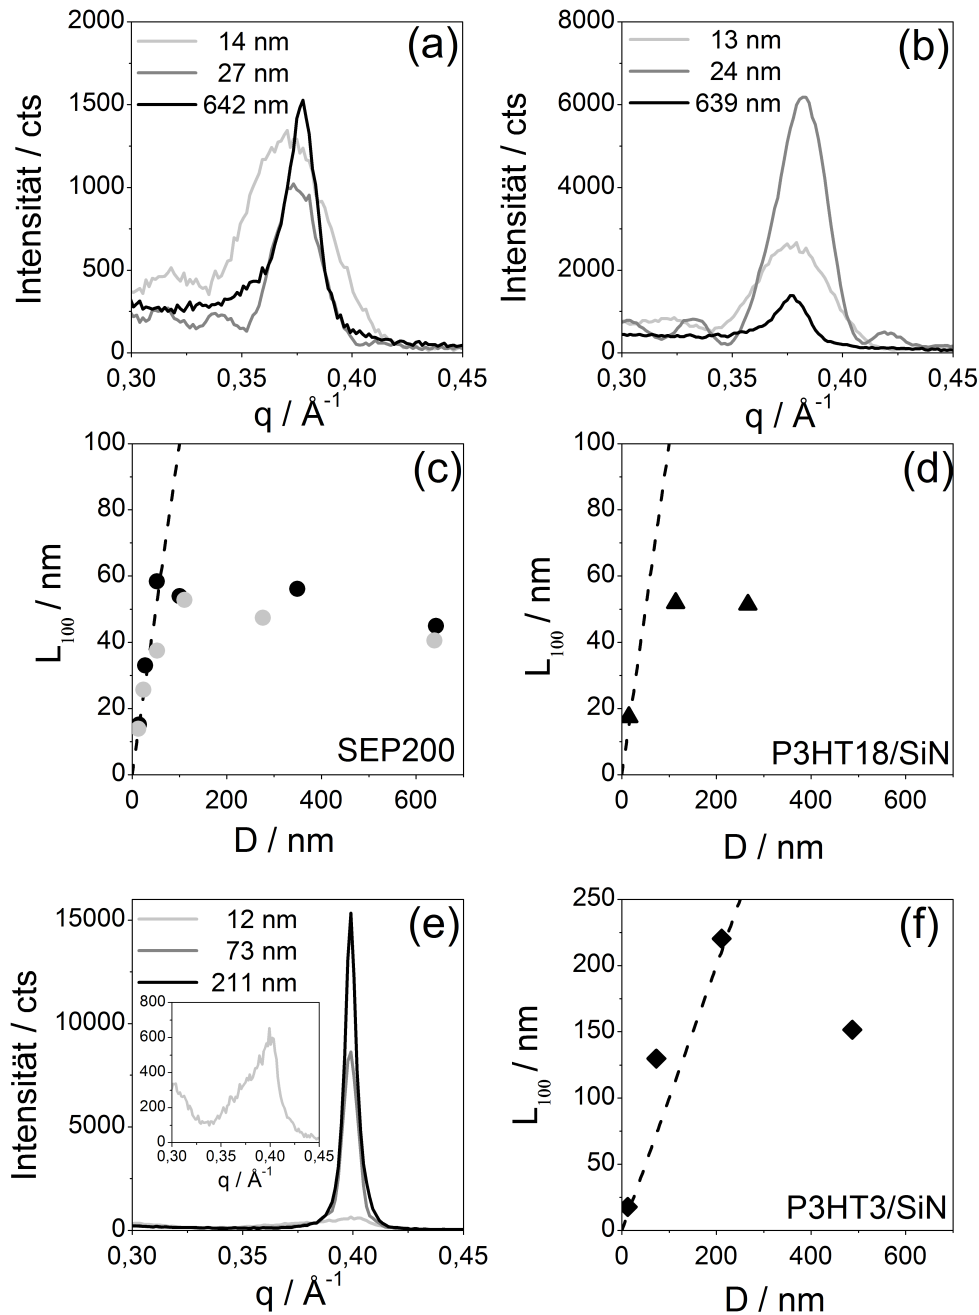 (a)
14 nm
27 nm
642 nm
2000
1500
1000
500
0
0,30 0,35 0,40 0,45
Intensität / cts
q / Å⁻¹
(b)
13 nm
24 nm
639 nm
8000
6000
4000
2000
0
0,30 0,35 0,40 0,45
Intensität / cts
q / Å⁻¹
(c)
100
80
60
40
20
0
0 200 400 600
L₁₀₀ / nm
SEP200
D / nm
(d)
100
80
60
40
20
0
0 200 400 600
L₁₀₀ / nm
P3HT18/SiN
D / nm
(e)
12 nm
73 nm
211 nm
15000
10000
5000
0
0,30 0,35 0,40 0,45
Intensität / cts
q / Å⁻¹
800
600
400
200
0
0,30 0,35 0,40 0,45
q / Å⁻¹
(f)
250
200
150
100
50
0
0 200 400 600
L₁₀₀ / nm
P3HT3/SiN
D / nm